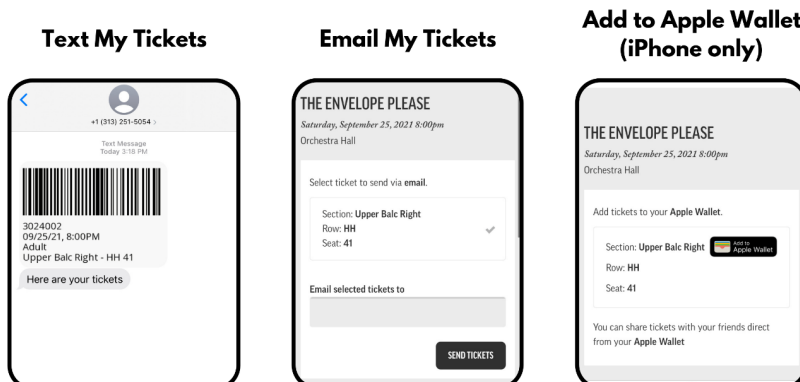 Text My Tickets
+1 (313) 251-5054 >
Text Message
Today 3:18 PM
3024002
09/25/21, 8:00PM
Adult
Upper Balc Right - HH 41
Here are your tickets
Email My Tickets
THE ENVELOPE PLEASE
Saturday, September 25, 2021 8:00pm
Orchestra Hall
Select ticket to send via email.
Section: Upper Balc Right
Row: HH
Seat: 41
Email selected tickets to
SEND TICKETS
Add to Apple Wallet
(iPhone only)
THE ENVELOPE PLEASE
Saturday, September 25, 2021 8:00pm
Orchestra Hall
Add tickets to your Apple Wallet.
Section: Upper Balc Right
Add to
Apple Wallet
Row: HH
Seat: 41
You can share tickets with your friends direct
from your Apple Wallet